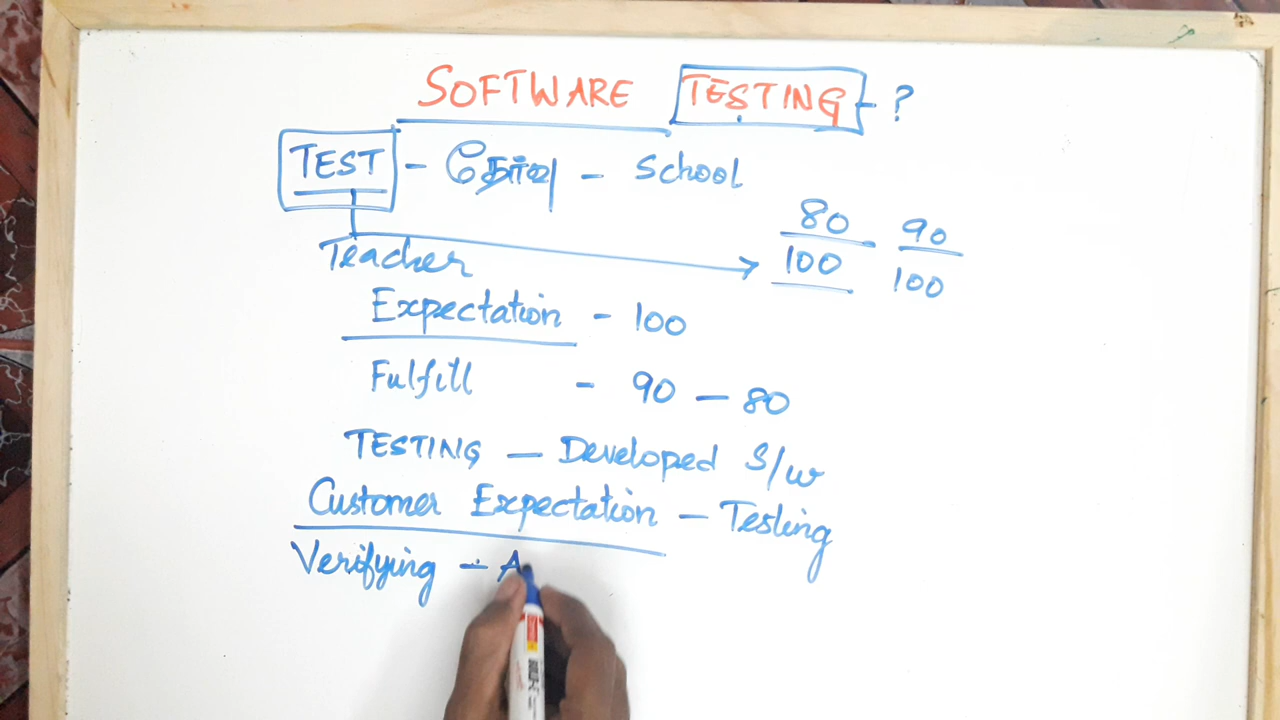 SOFTWARE TESTING - ?
TEST - தேர்வு - School
80 90
100 100
Teacher
Expectation - 100
Fulfill - 90 - 80
TESTING - Developed S/w
Customer Expectation - Testing
Verifying - A